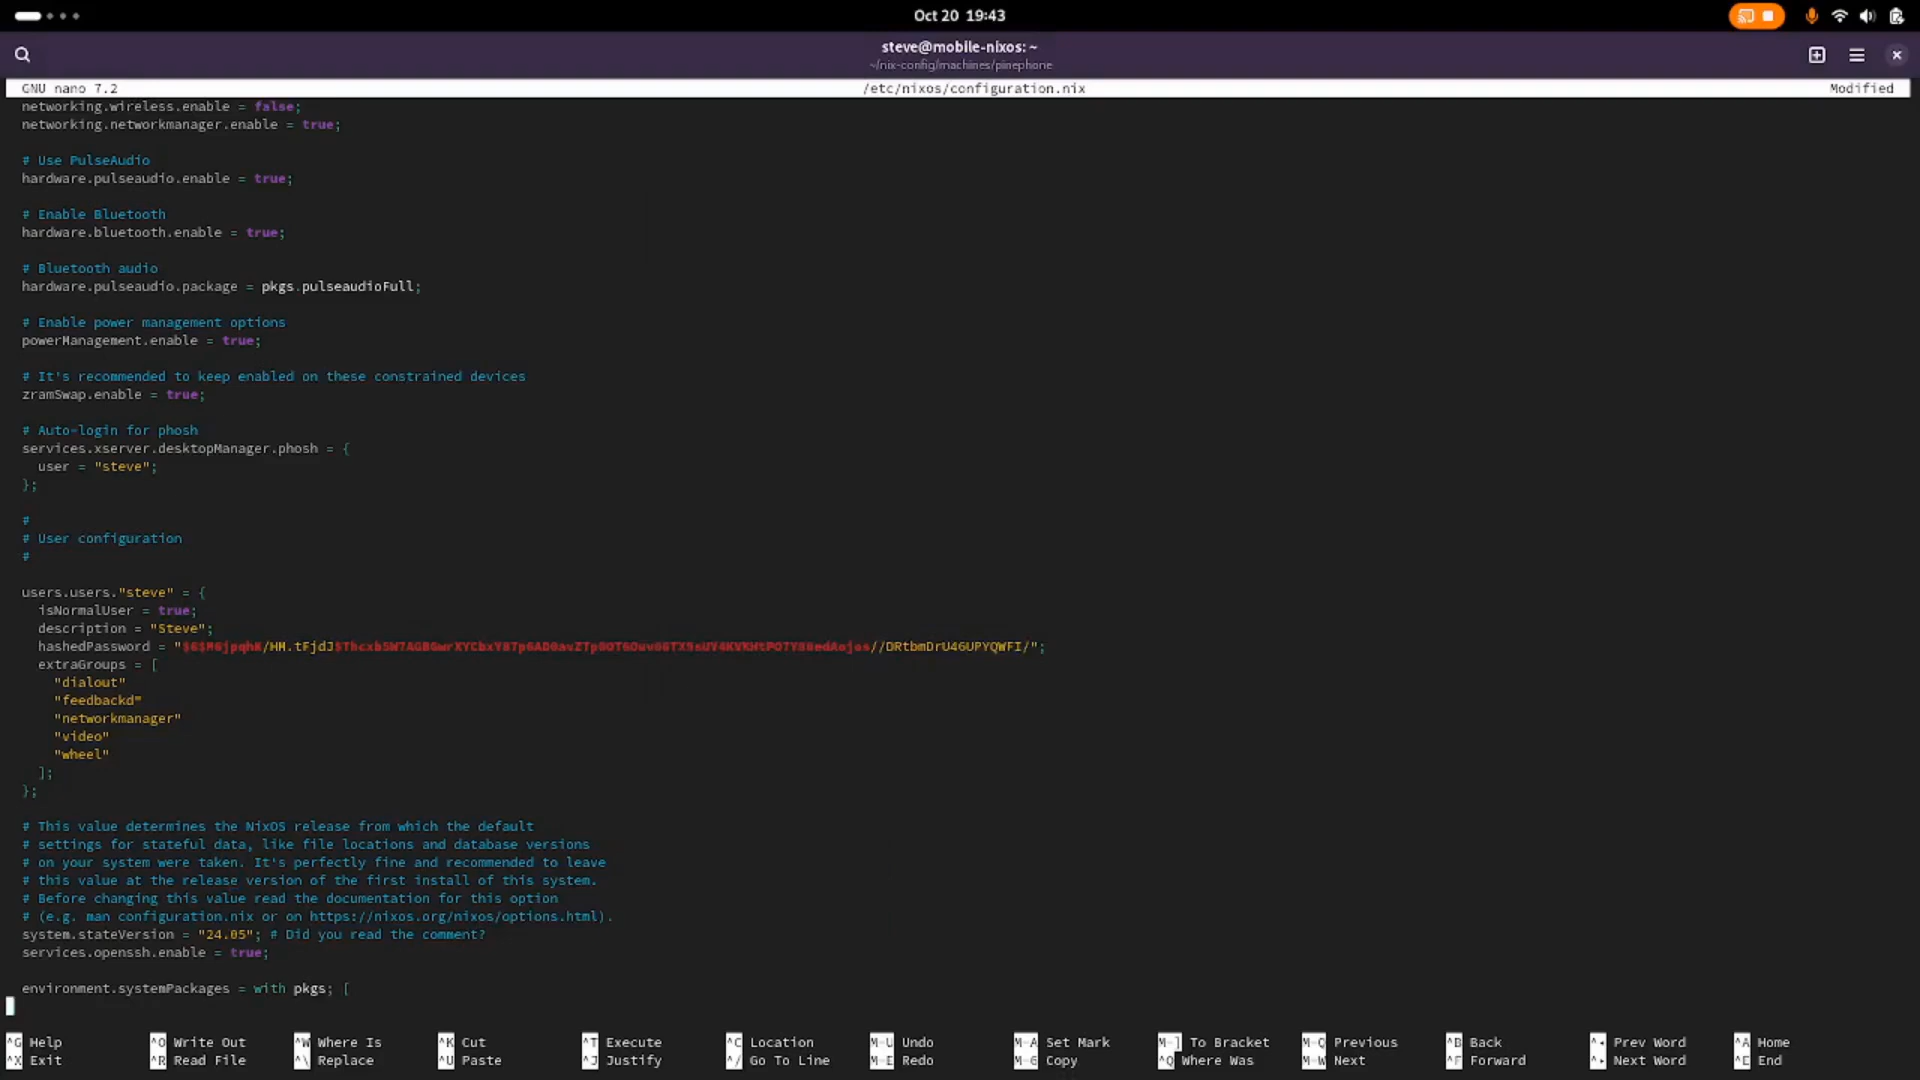 Oct 20 19:43
steve@mobile-nixos: ~
~/nix-config/machines/pinephone
GNU nano 7.2 /etc/nixos/configuration.nix Modified
networking.wireless.enable = false;
networking.networkmanager.enable = true;
# Use PulseAudio
hardware.pulseaudio.enable = true;
# Enable Bluetooth
hardware.bluetooth.enable = true;
# Bluetooth audio
hardware.pulseaudio.package = pkgs.pulseaudioFull;
# Enable power management options
powerManagement.enable = true;
# It's recommended to keep enabled on these constrained devices
zramSwap.enable = true;
# Auto-login for phosh
services.xserver.desktopManager.phosh = {
user = "steve";
};
#
# User configuration
#
users.users."steve" = {
isNormalUser = true;
description = "Steve";
hashedPassword = "
extraGroups = [
"dialout"
"feedbackd"
"networkmanager"
"video"
"wheel"
];
};
# This value determines the NixOS release from which the default
# settings for stateful data, like file locations and database versions
# on your system were taken. It's perfectly fine and recommended to leave
# this value at the release version of the first install of this system.
# Before changing this value read the documentation for this option
# (e.g. man configuration.nix or on https://nixos.org/nixos/options.html).
system.stateVersion = "24.05"; # Did you read the comment?
services.openssh.enable = true;
environment.systemPackages = with pkgs; [
^G Help ^O Write Out ^W Where Is ^K Cut ^T Execute ^C Location M-U Undo M-A Set Mark M-] To Bracket M-Q Previous ^B Back ^◂ Prev Word ^A Home
^X Exit ^R Read File ^\ Replace ^U Paste ^J Justify ^/ Go To Line M-E Redo M-6 Copy ^Q Where Was M-W Next ^F Forward ^▸ Next Word ^E End